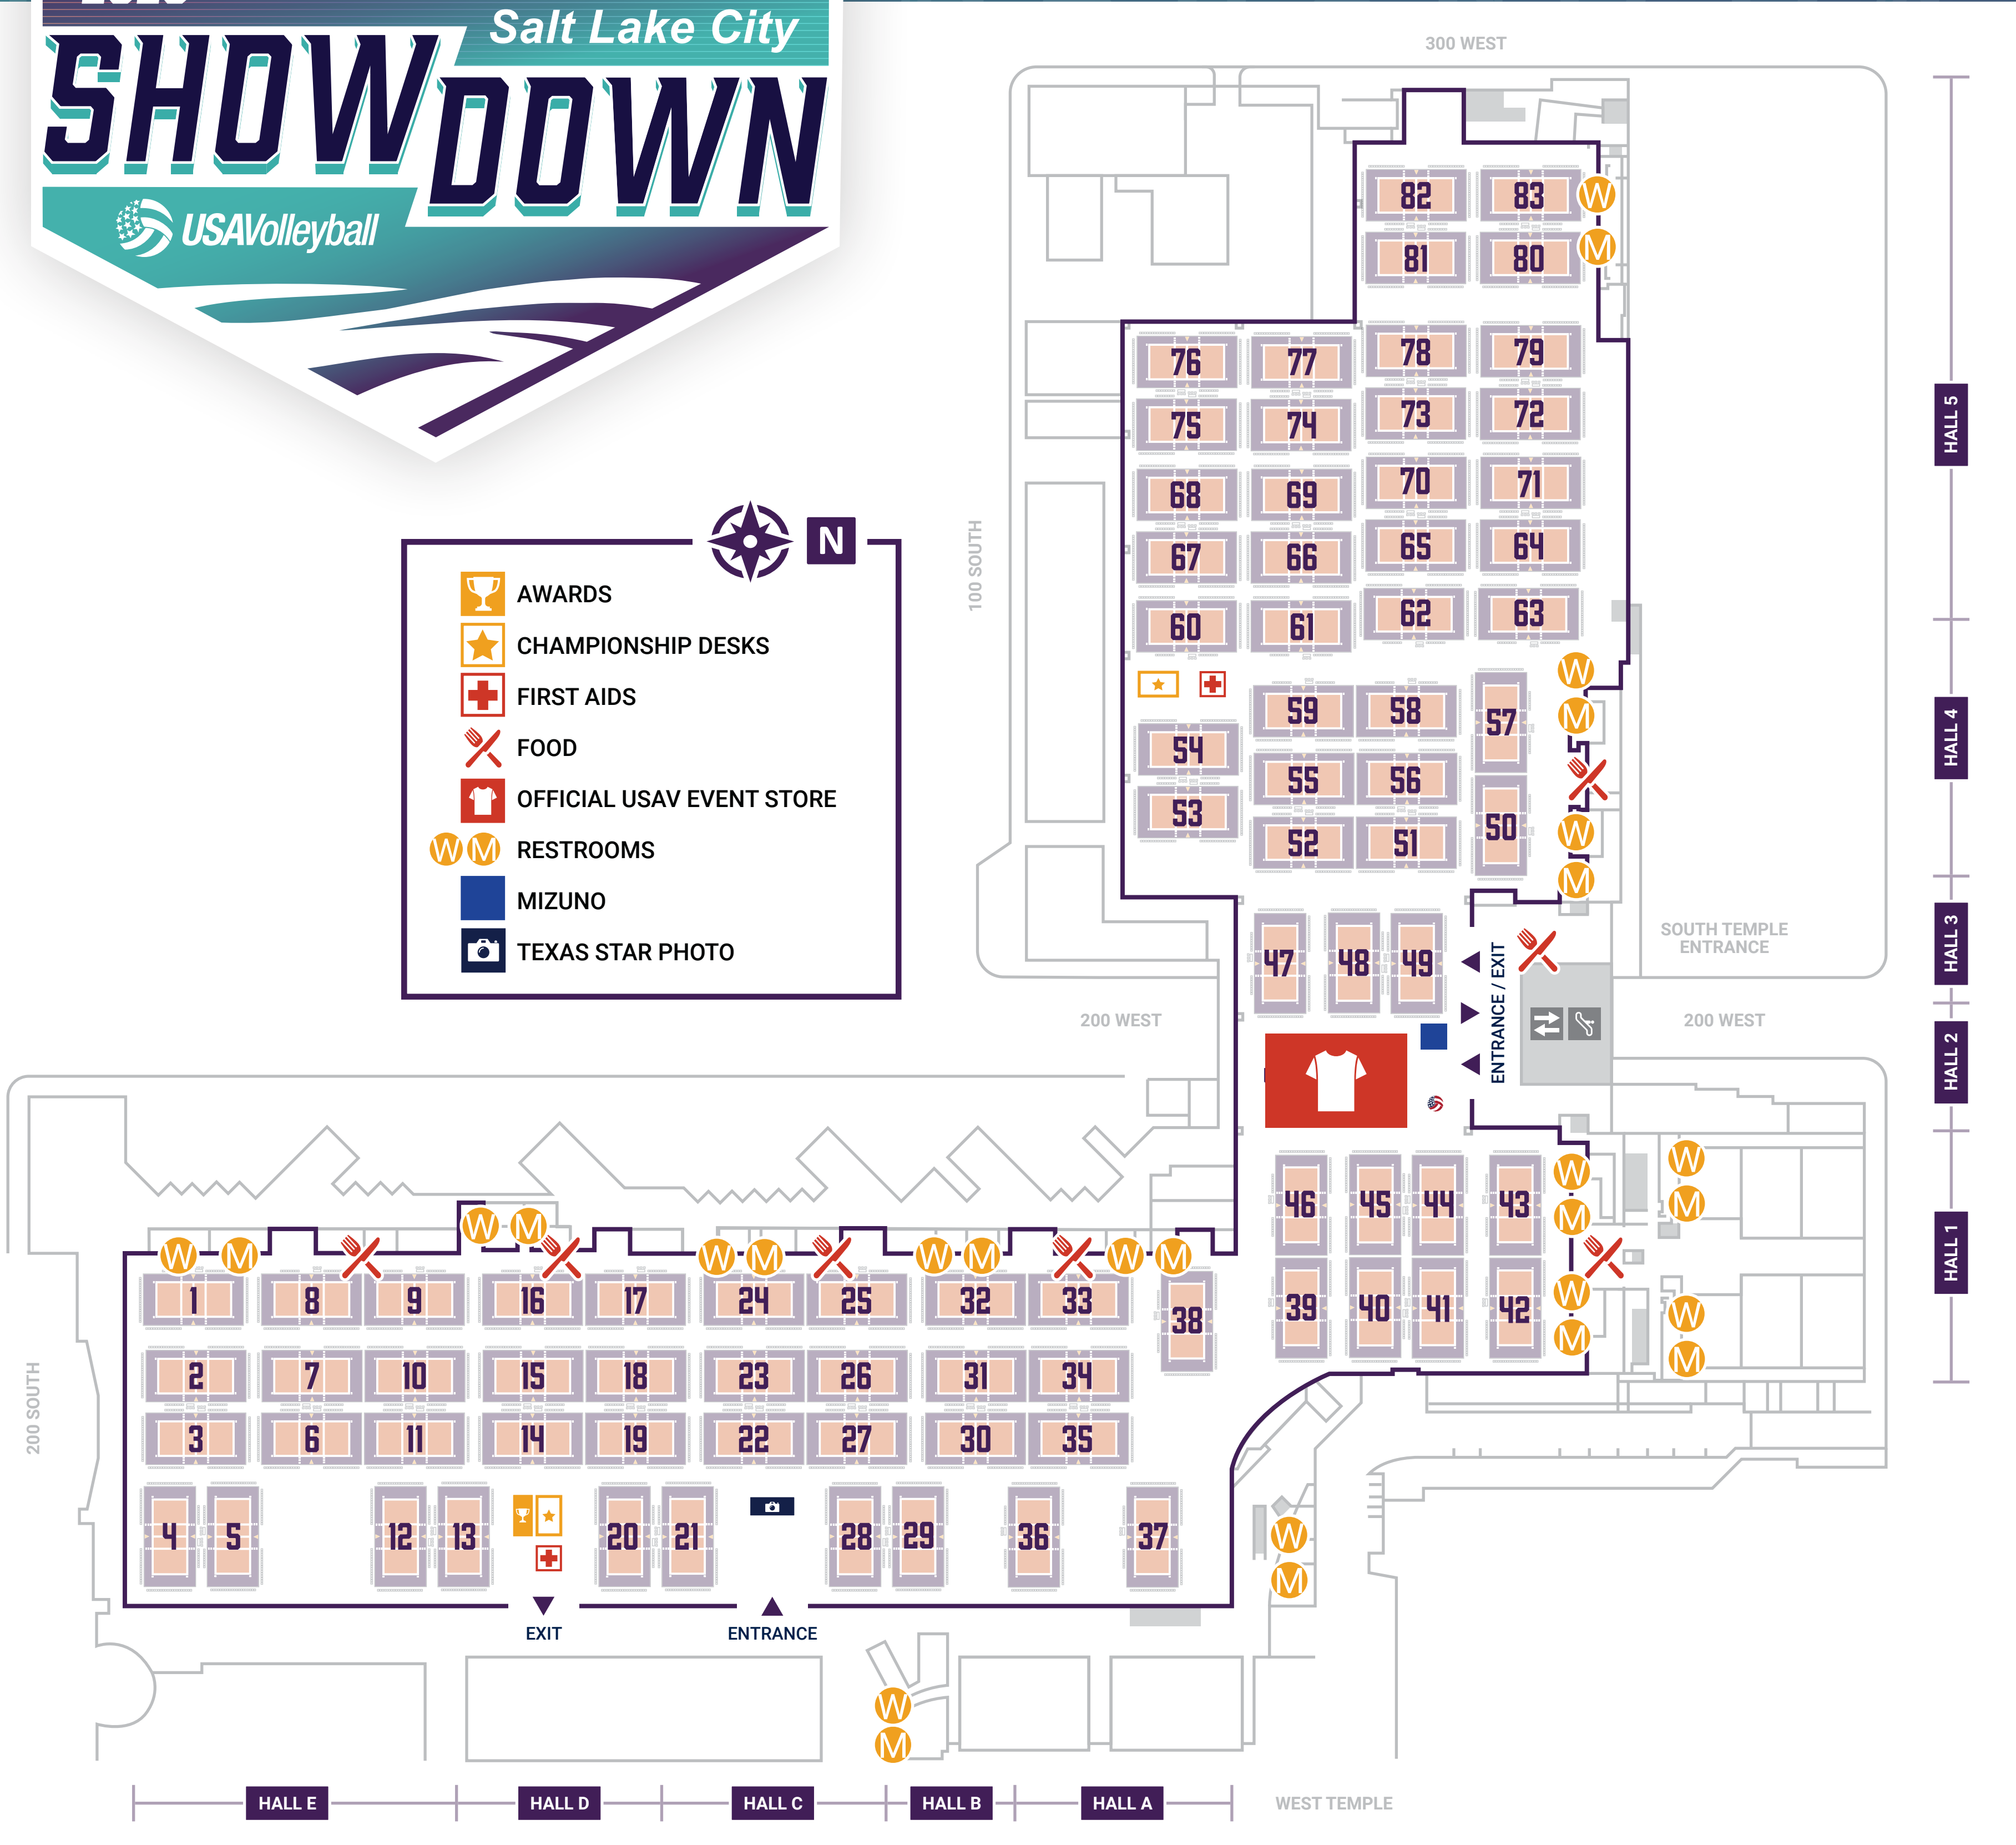 Salt Lake City
SHOWDOWN
USAVolleyball
N
AWARDS
CHAMPIONSHIP DESKS
FIRST AIDS
FOOD
OFFICIAL USAV EVENT STORE
W M RESTROOMS
MIZUNO
TEXAS STAR PHOTO
300 WEST
100 SOUTH
82 83 W
M
81 80
76 77 78 79
75 74 73 72
68 69 70 71
67 66 65 64
60 61 62 63
W
M
59 58 57
54
55 56
53
52 51 50
W
M
47 48 49
ENTRANCE / EXIT
SOUTH TEMPLE
ENTRANCE
200 WEST
200 WEST
HALL 5
HALL 4
HALL 3
HALL 2
HALL 1
46 45 44 43
W
M
W
M
39 40 41 42
W
M
W
M
W M
W M
W M
W M
W M
1 8 9 16 17 24 25 32 33
38
2 7 10 15 18 23 26 31 34
3 6 11 14 19 22 27 30 35
4 5 12 13 20 21 28 29 36 37
W
M
200 SOUTH
EXIT
ENTRANCE
W
M
HALL E
HALL D
HALL C
HALL B
HALL A
WEST TEMPLE